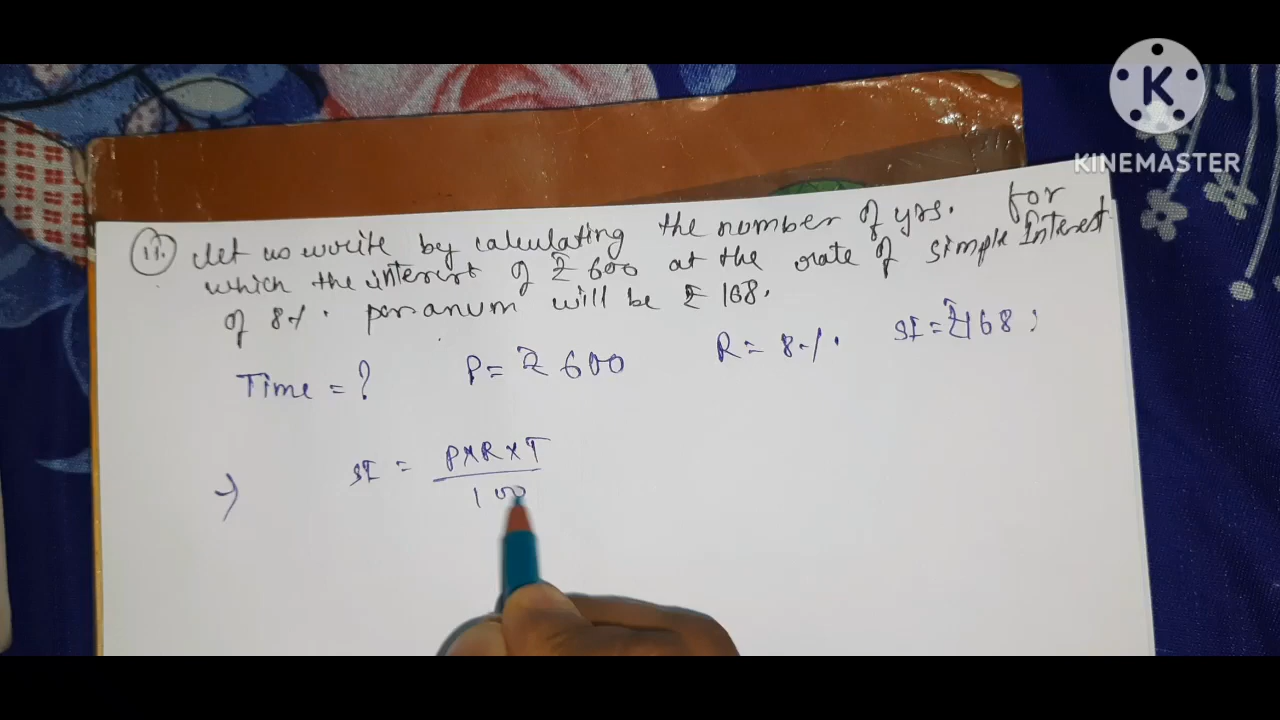 K
KINEMASTER
11. Let us write by calculating the number of yrs. for
which the interest of ₹ 600 at the rate of simple Interest
of 8%. per anum will be ₹ 168.
Time = ? P = ₹ 600 R = 8%. SI = ₹168
→ SI = P×R×T
100